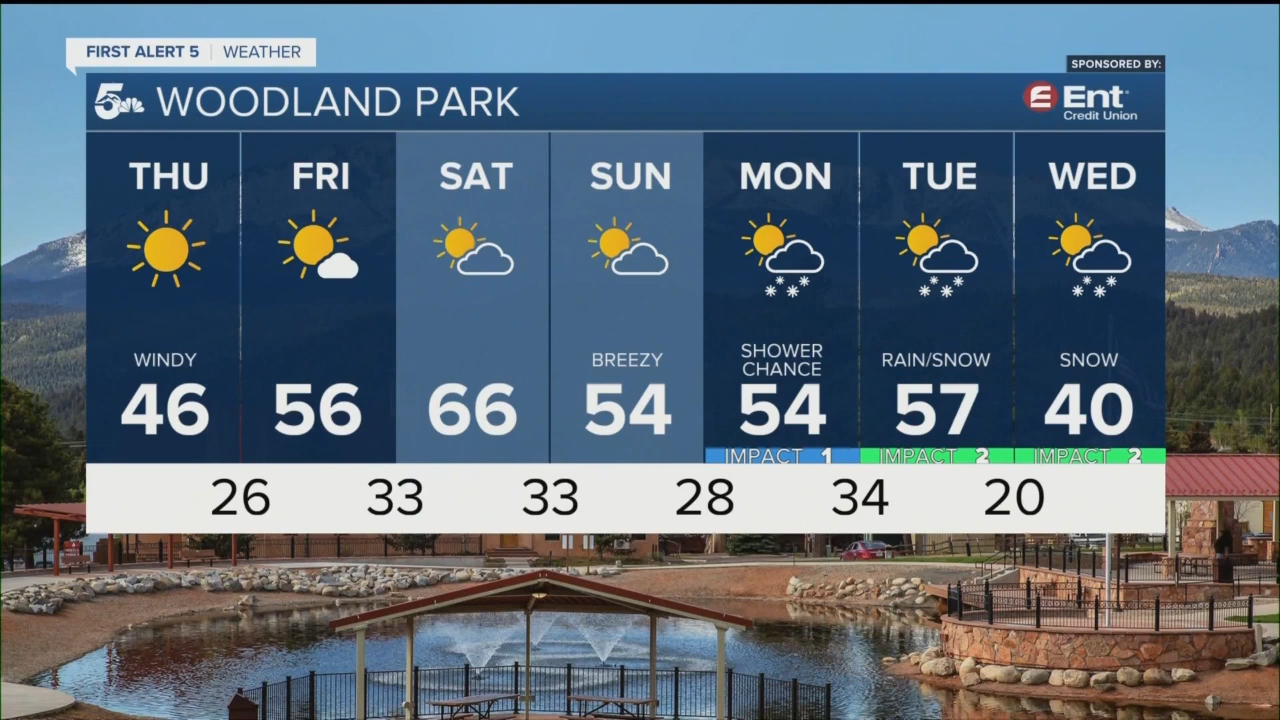 FIRST ALERT 5 | WEATHER
SPONSORED BY:
5 WOODLAND PARK
Ent
Credit Union
THU FRI SAT SUN MON TUE WED
WINDY BREEZY SHOWER CHANCE RAIN/SNOW SNOW
46 56 66 54 54 57 40
IMPACT 1 IMPACT 2 IMPACT 2
26 33 33 28 34 20